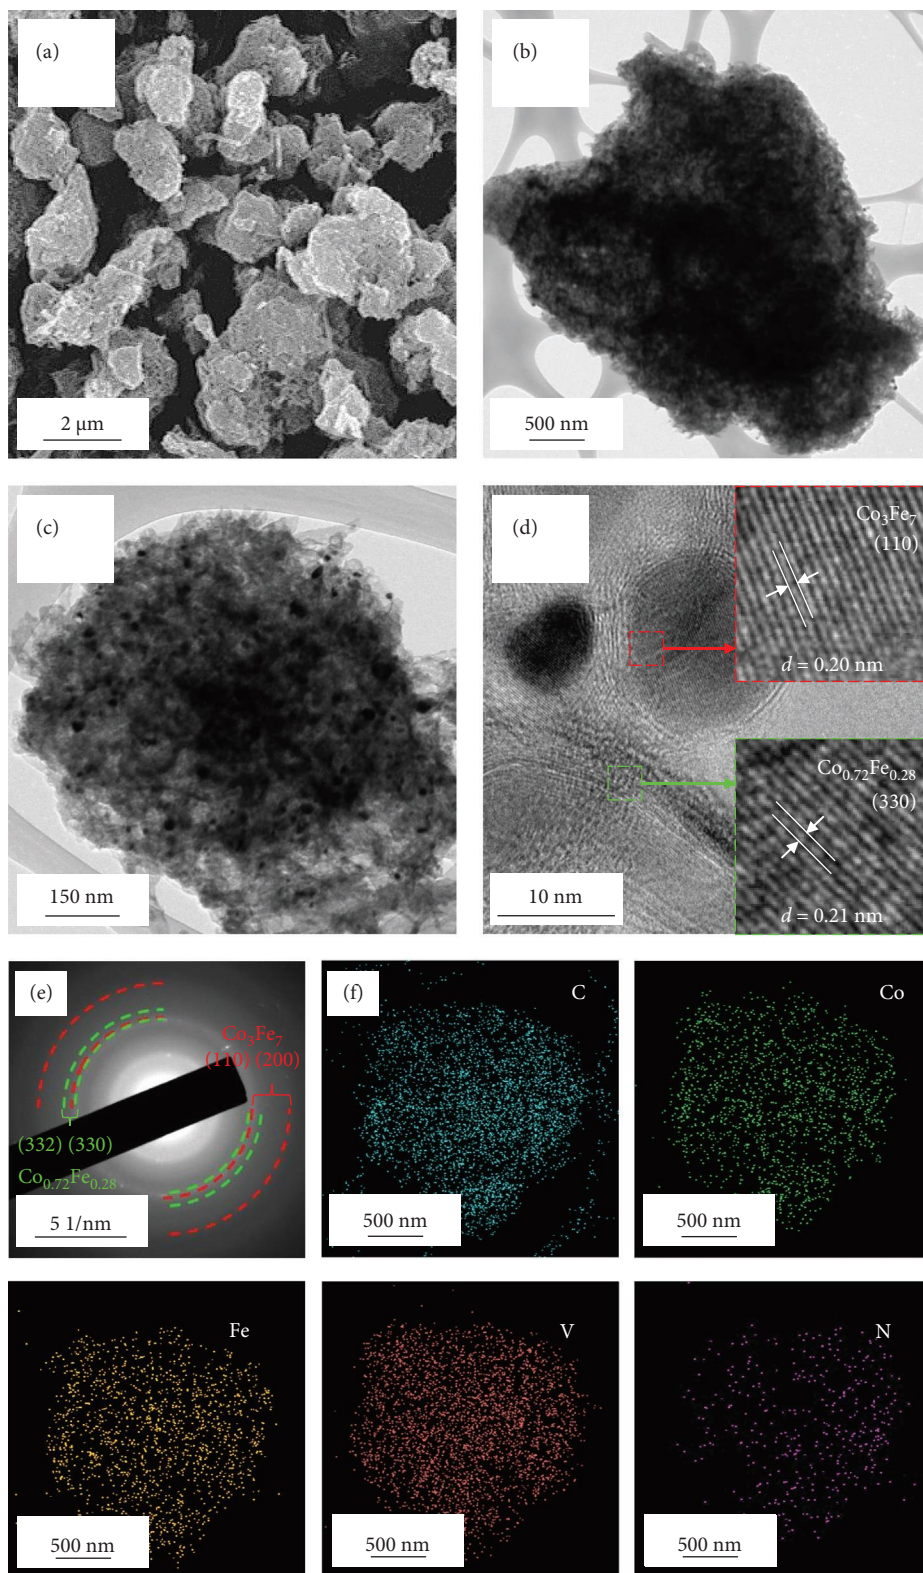 (a)
2 μm
(b)
500 nm
(c)
150 nm
(d)
Co₃Fe₇
(110)
d = 0.20 nm
Co₀.₇₂Fe₀.₂₈
(330)
d = 0.21 nm
10 nm
(e)
Co₃Fe₇
(110) (200)
(332) (330)
Co₀.₇₂Fe₀.₂₈
5 1/nm
(f)
C
500 nm
Co
500 nm
Fe
500 nm
V
500 nm
N
500 nm